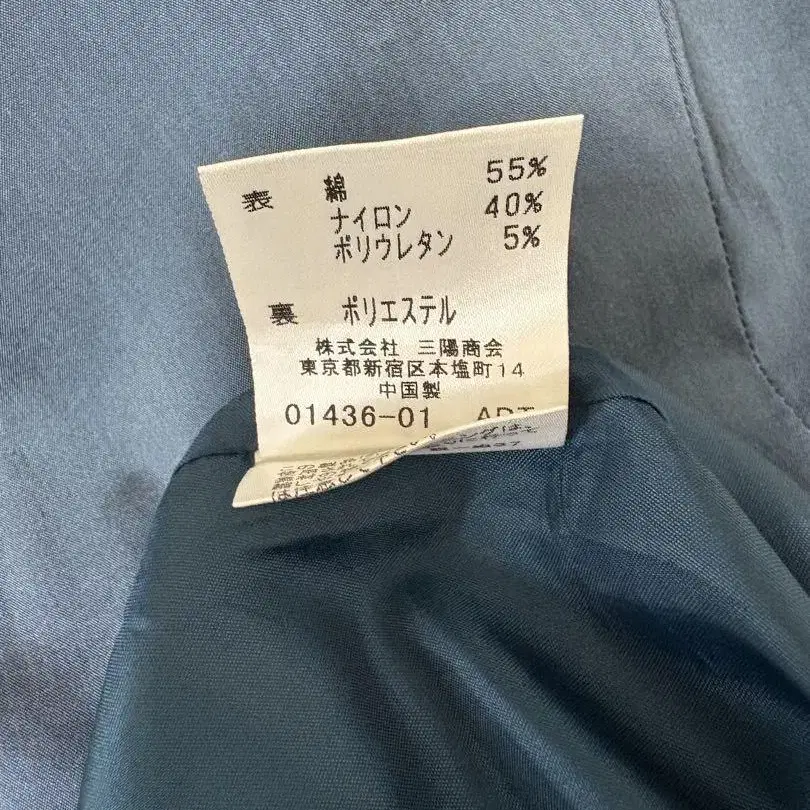 表 綿 55%
ナイロン 40%
ポリウレタン 5%
裏 ポリエステル
株式会社 三陽商会
東京都新宿区本塩町14
中国製
01436-01